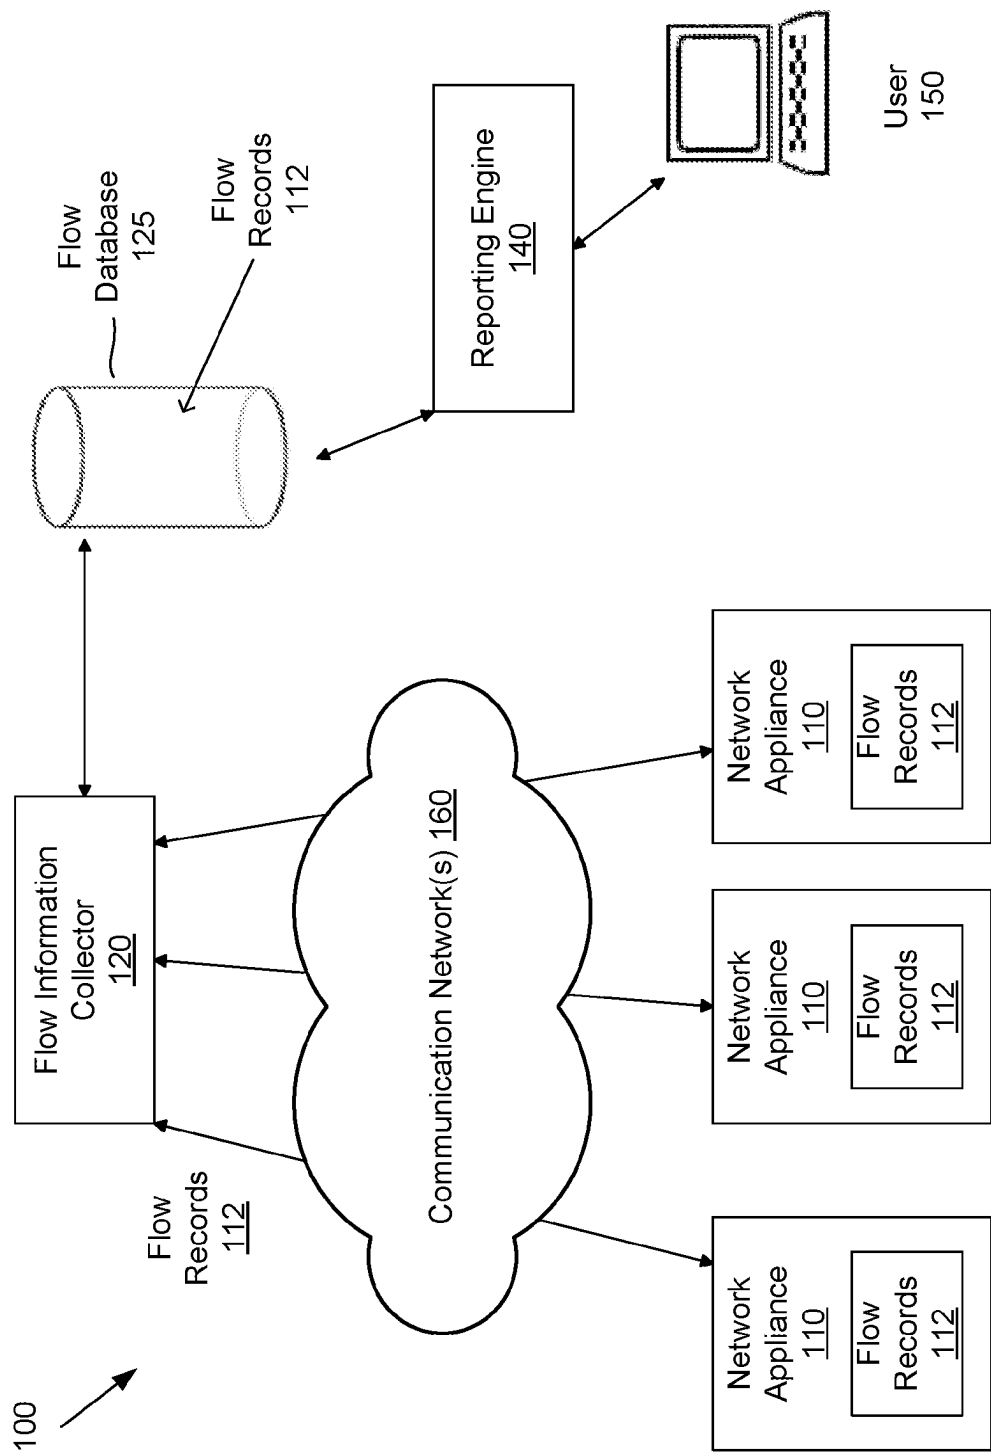 100
Flow Information
Collector
120
Flow
Database
125
Flow
Records
112
Flow
Records
112
Communication Network(s) 160
Reporting Engine
140
User
150
Network
Appliance
110
Flow
Records
112
Network
Appliance
110
Flow
Records
112
Network
Appliance
110
Flow
Records
112